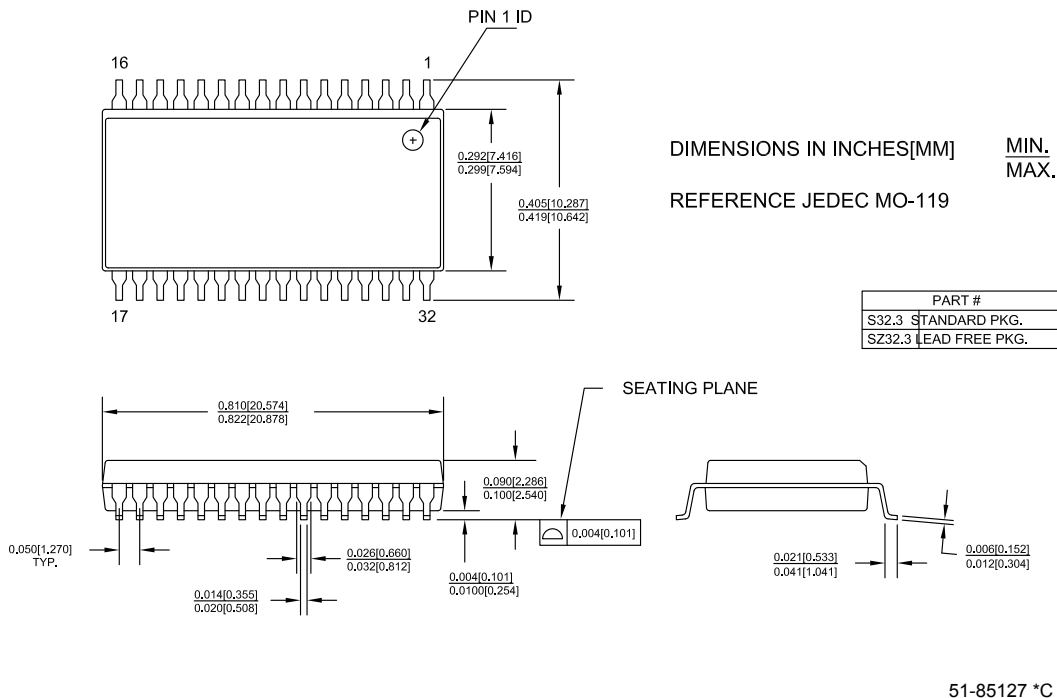 PIN 1 ID
16
1
0.292[7.416]
0.299[7.594]
0.405[10.287]
0.419[10.642]
17
32
DIMENSIONS IN INCHES[MM]
MIN.
MAX.
REFERENCE JEDEC MO-119
PART #
S32.3 STANDARD PKG.
SZ32.3 LEAD FREE PKG.
SEATING PLANE
0.810[20.574]
0.822[20.878]
0.090[2.286]
0.100[2.540]
0.004[0.101]
0.050[1.270]
TYP.
0.026[0.660]
0.032[0.812]
0.014[0.355]
0.020[0.508]
0.004[0.101]
0.0100[0.254]
0.021[0.533]
0.041[1.041]
0.006[0.152]
0.012[0.304]
51-85127 *C